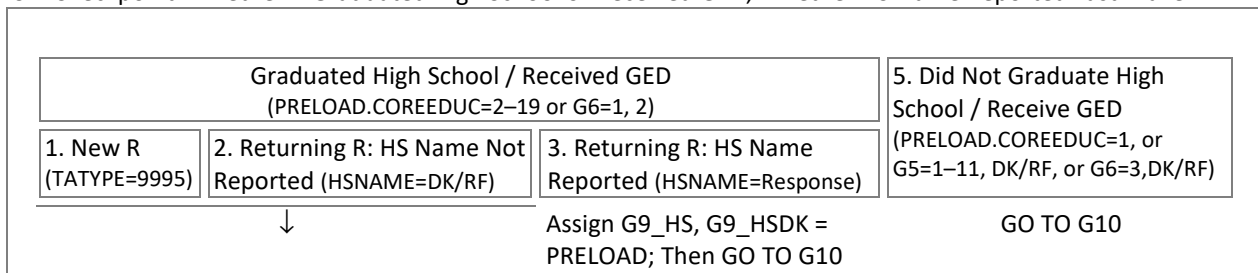 Graduated High School / Received GED
(PRELOAD.COREEDUC=2–19 or G6=1, 2)
5. Did Not Graduate High
School / Receive GED
(PRELOAD.COREEDUC=1, or
G5=1–11, DK/RF, or G6=3,DK/RF)
1. New R
(TATYPE=9995)
2. Returning R: HS Name Not
Reported (HSNAME=DK/RF)
3. Returning R: HS Name
Reported (HSNAME=Response)
↓
Assign G9_HS, G9_HSDK =
PRELOAD; Then GO TO G10
GO TO G10